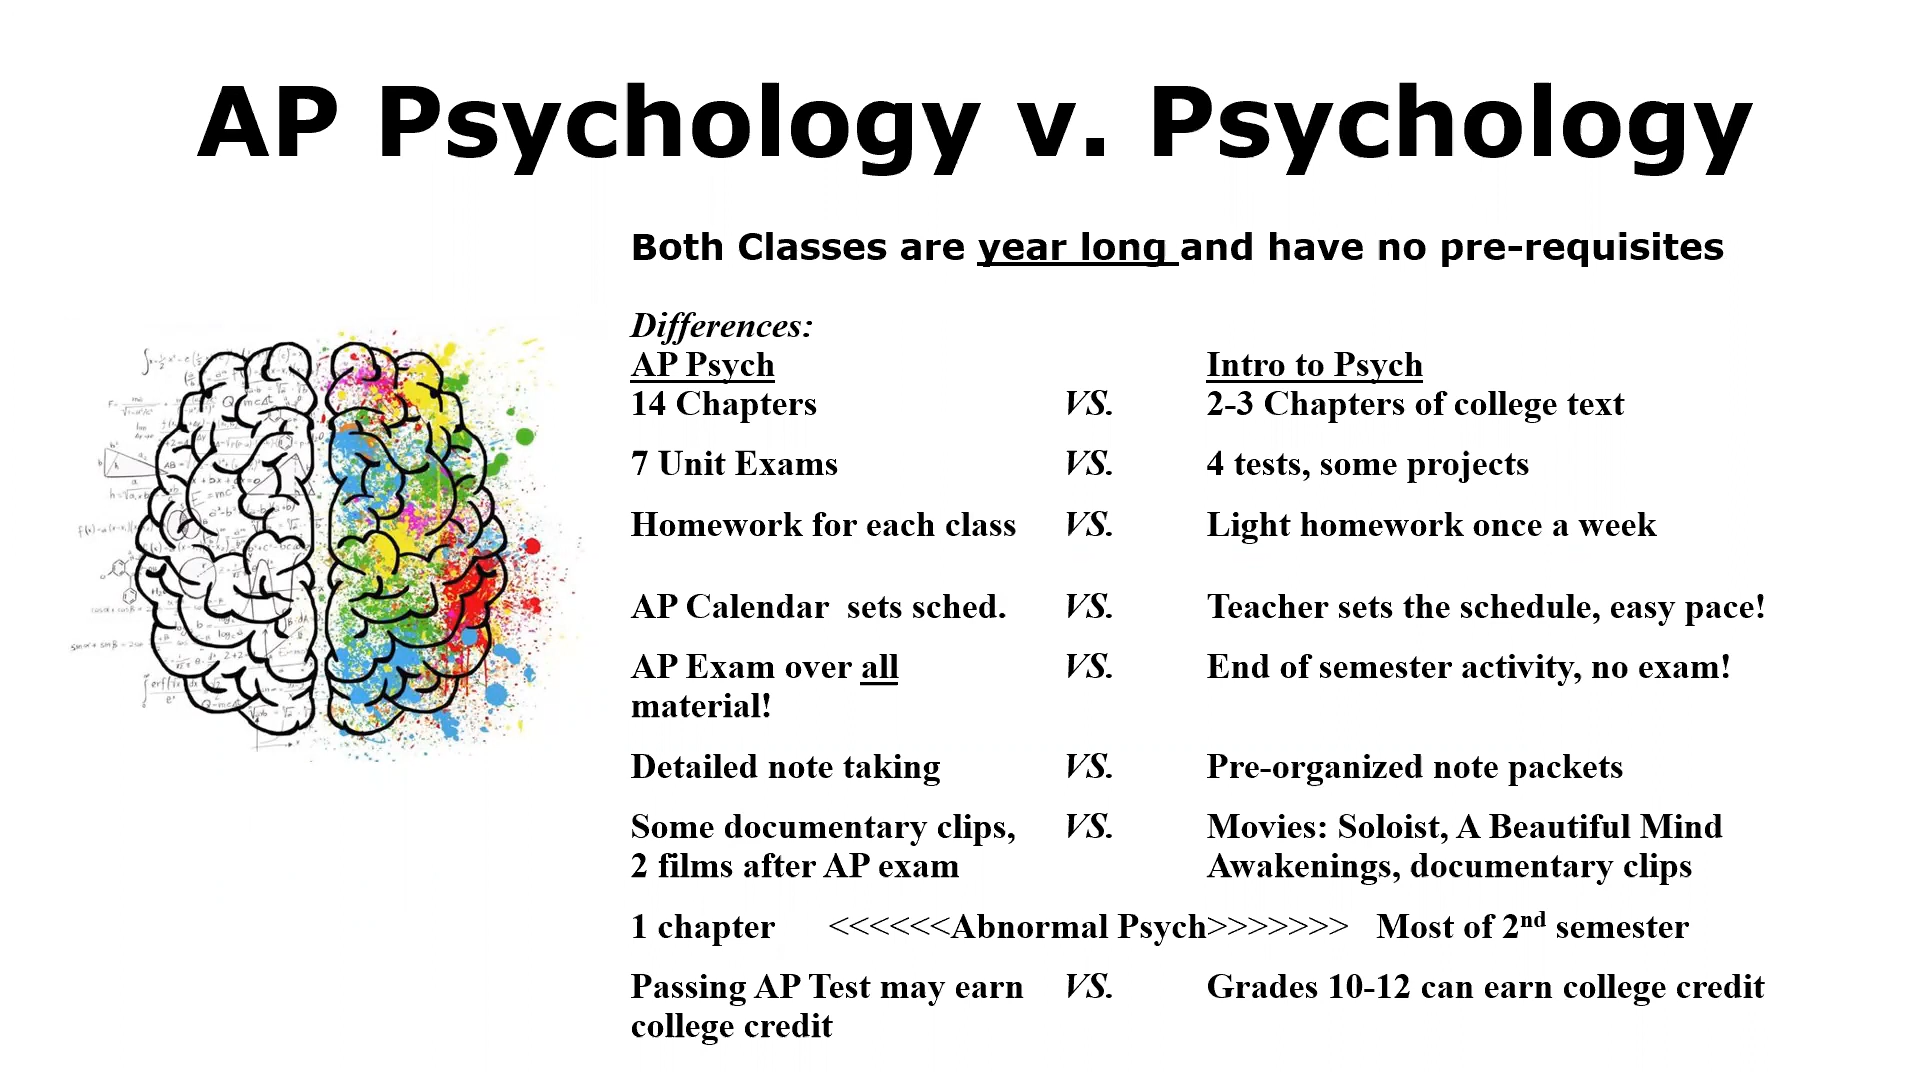 AP Psychology v. Psychology
Both Classes are year long and have no pre-requisites
Differences:
AP Psych Intro to Psych
14 Chapters VS. 2-3 Chapters of college text
7 Unit Exams VS. 4 tests, some projects
Homework for each class VS. Light homework once a week
AP Calendar  sets sched. VS. Teacher sets the schedule, easy pace!
AP Exam over all VS. End of semester activity, no exam!
material!
Detailed note taking VS. Pre-organized note packets
Some documentary clips, VS. Movies: Soloist, A Beautiful Mind
2 films after AP exam Awakenings, documentary clips
1 chapter <<<<<<Abnormal Psych>>>>>>> Most of 2nd semester
Passing AP Test may earn VS. Grades 10-12 can earn college credit
college credit